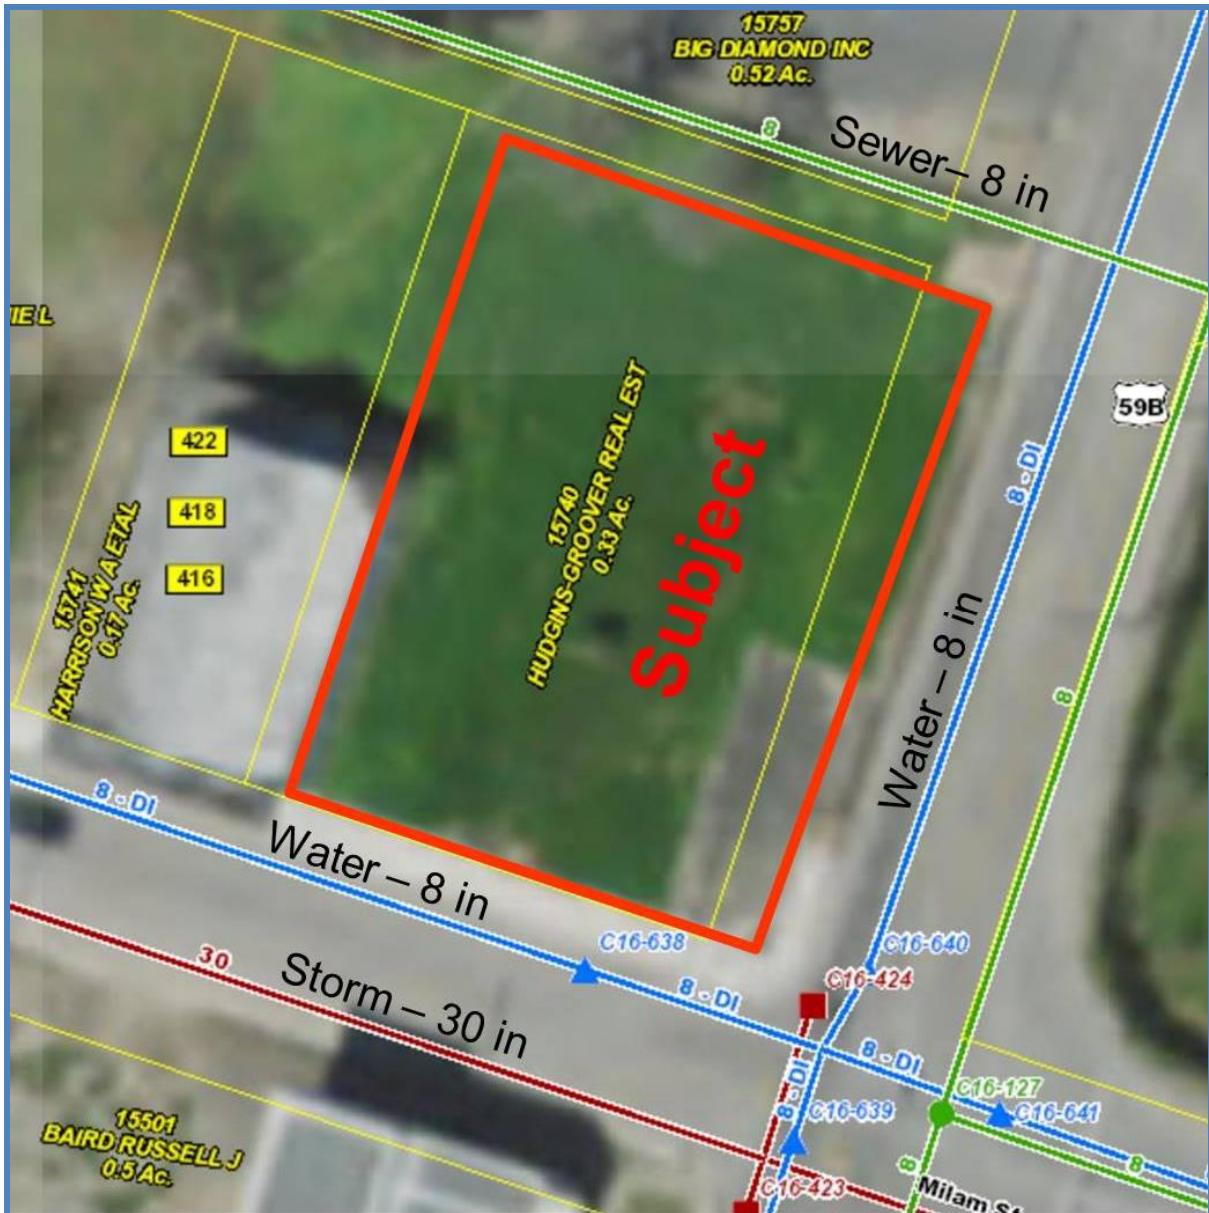 15757
BIG DIAMOND INC
0.52 Ac.
8
Sewer– 8 in
IE L
59B
422
418
416
15741
HARRISON W A ETAL
0.17 Ac.
15740
HUDGINS-GROOVER REAL EST
0.33 Ac.
Subject
8 - DI
Water – 8 in
8
8 - DI
Water – 8 in
C16-638
8 - DI
C16-640
C16-424
30
Storm – 30 in
8 - DI
8 - DI
C16-639
C16-127
C16-641
15501
BAIRD RUSSELL J
0.5 Ac.
8
8
C16-423
Milam St